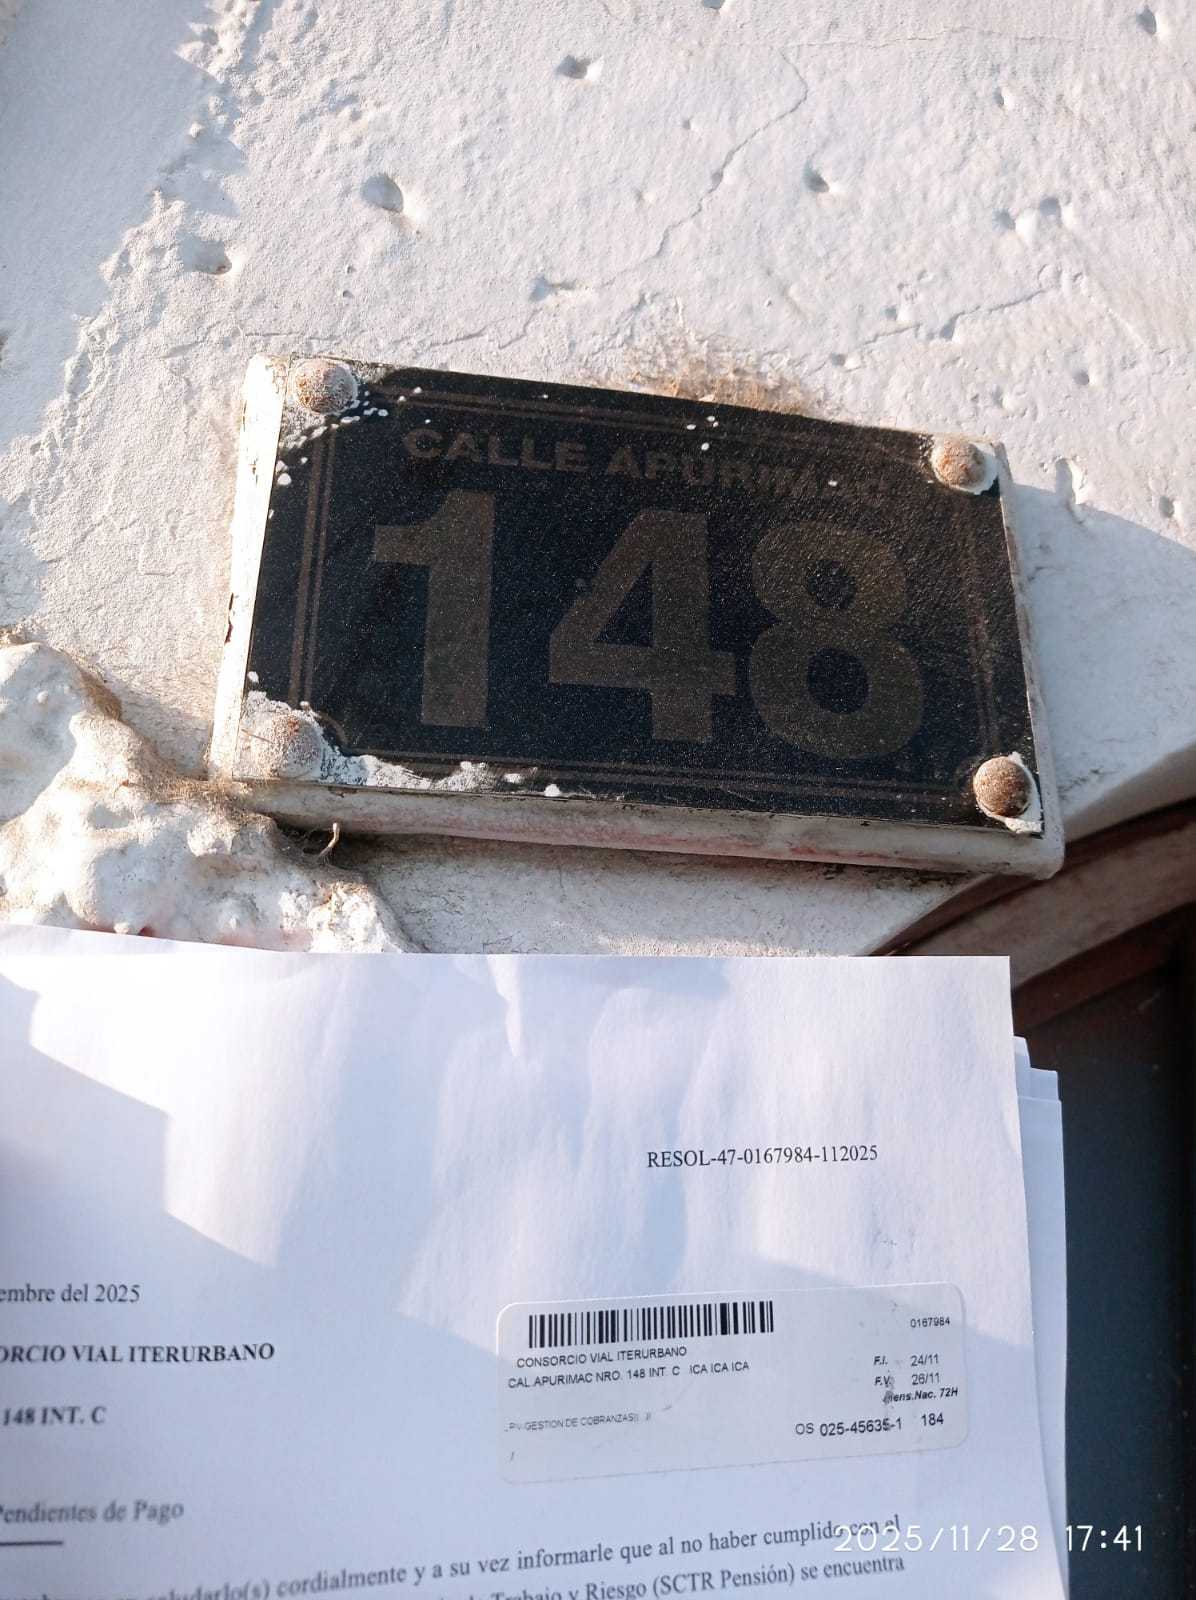 CALLE APURIMAC
148
RESOL-47-0167984-112025
embre del 2025
ORCIO VIAL ITERURBANO
148 INT. C
Pendientes de Pago
0167984
CONSORCIO VIAL ITERURBANO
CAL APURIMAC NRO. 148 INT. C ICA ICA ICA
F.I. 24/11
F.V. 26/11
Mens.Nac. 72H
GESTION DE COBRANZAS
OS 025-45635-1 184
saludarlo(s) cordialmente y a su vez informarle que al no haber cumplido con el
Trabajo y Riesgo (SCTR Pensión) se encuentra
2025/11/28 17:41